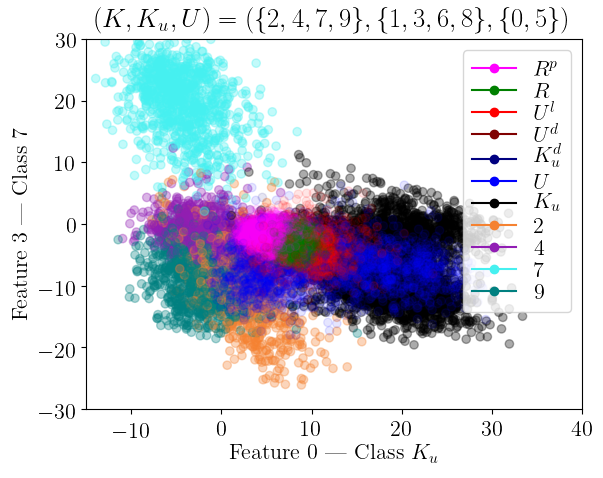 (K, K_u, U) = ({2, 4, 7, 9}, {1, 3, 6, 8}, {0, 5})
30
20
10
0
−10
−20
−30
Feature 3 — Class 7
R^p
R
U^l
U^d
K_u^d
U
K_u
2
4
7
9
−10
0
10
20
30
40
Feature 0 — Class K_u